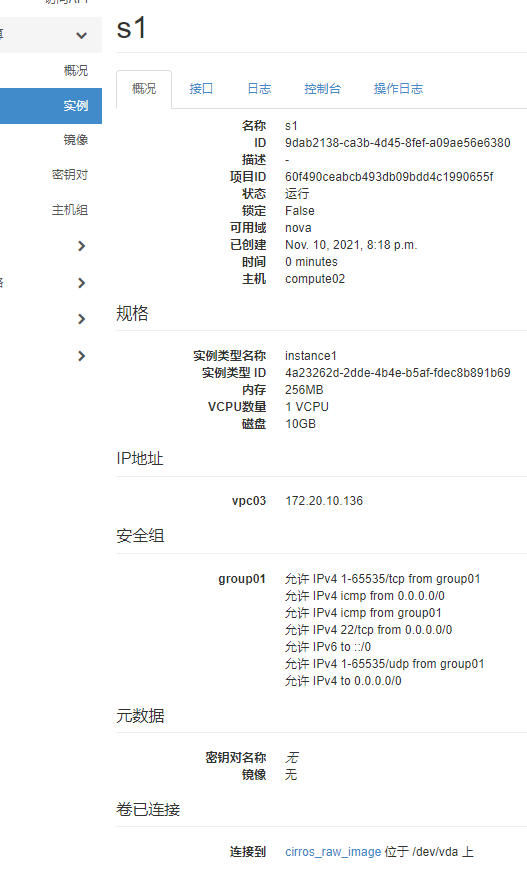 s1
概况
实例
镜像
密钥对
主机组
概况 接口 日志 控制台 操作日志
名称 s1
ID 9dab2138-ca3b-4d45-8fef-a09ae56e6380
描述 -
项目ID 60f490ceabcb493db09bdd4c1990655f
状态 运行
锁定 False
可用域 nova
已创建 Nov. 10, 2021, 8:18 p.m.
时间 0 minutes
主机 compute02
规格
实例类型名称 instance1
实例类型 ID 4a23262d-2dde-4b4e-b5af-fdec8b891b69
内存 256MB
VCPU数量 1 VCPU
磁盘 10GB
IP地址
vpc03 172.20.10.136
安全组
group01 允许 IPv4 1-65535/tcp from group01
允许 IPv4 icmp from 0.0.0.0/0
允许 IPv4 icmp from group01
允许 IPv4 22/tcp from 0.0.0.0/0
允许 IPv6 to ::/0
允许 IPv4 1-65535/udp from group01
允许 IPv4 to 0.0.0.0/0
元数据
密钥对名称 无
镜像 无
卷已连接
连接到 cirros_raw_image 位于 /dev/vda 上